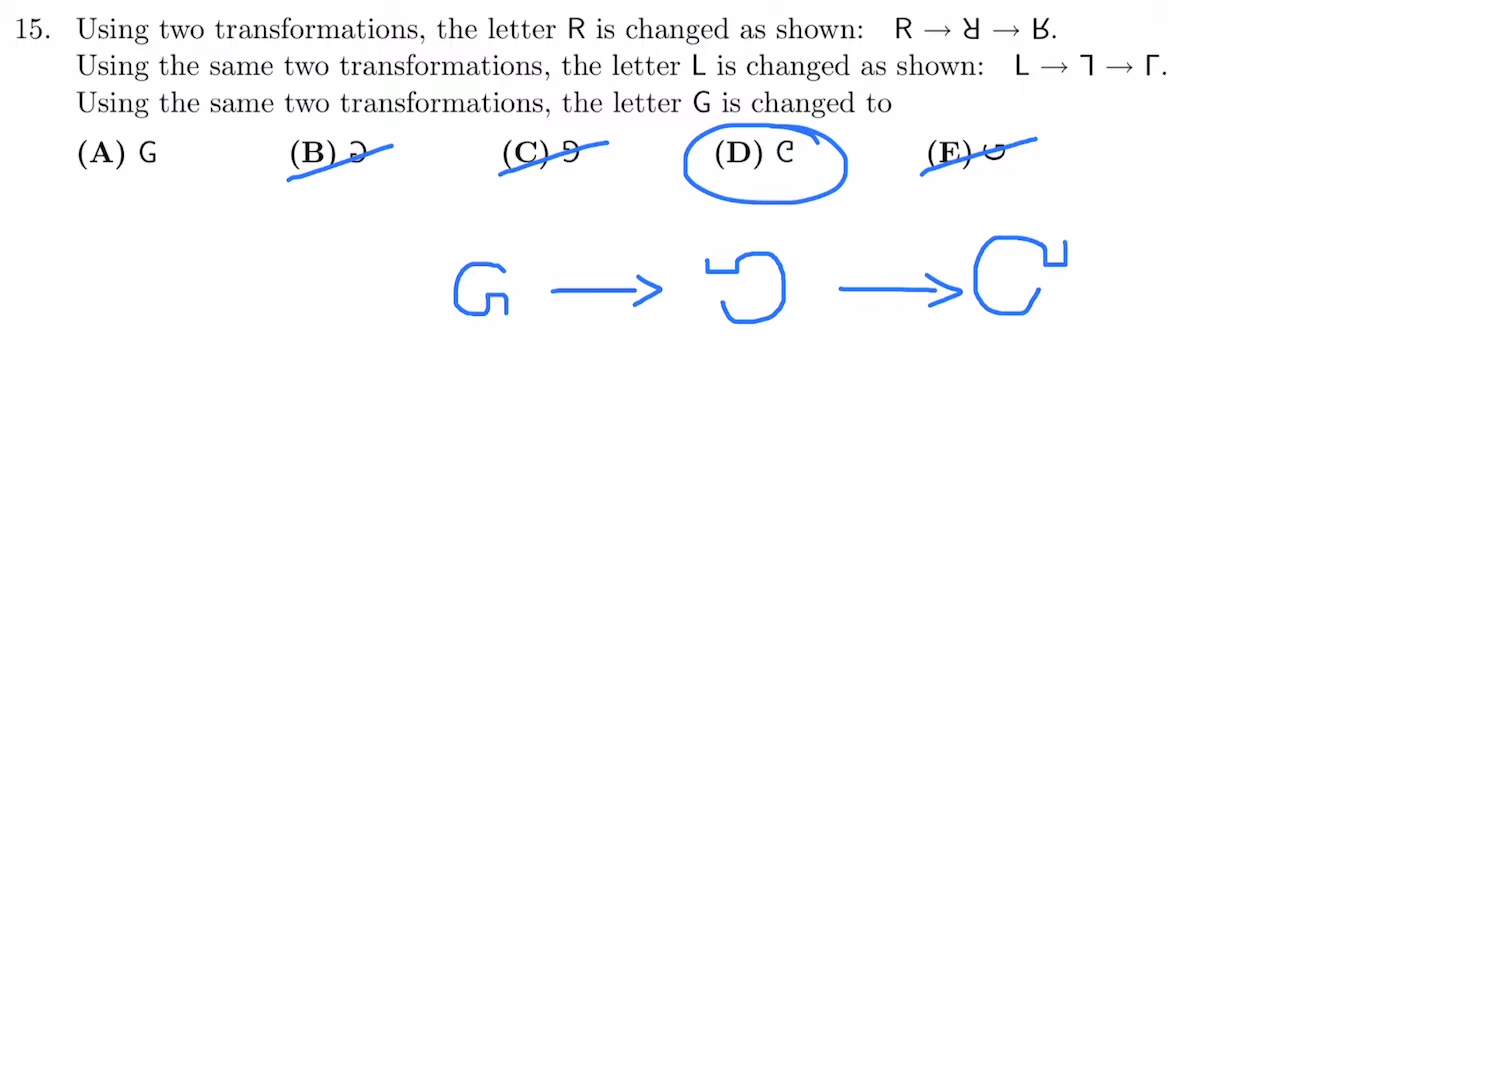 15. Using two transformations, the letter R is changed as shown: R → ᴚ → ʁ.
Using the same two transformations, the letter L is changed as shown: L → ⅂ → Γ.
Using the same two transformations, the letter G is changed to
(A) G (B) (C) (D) (E)
G → →